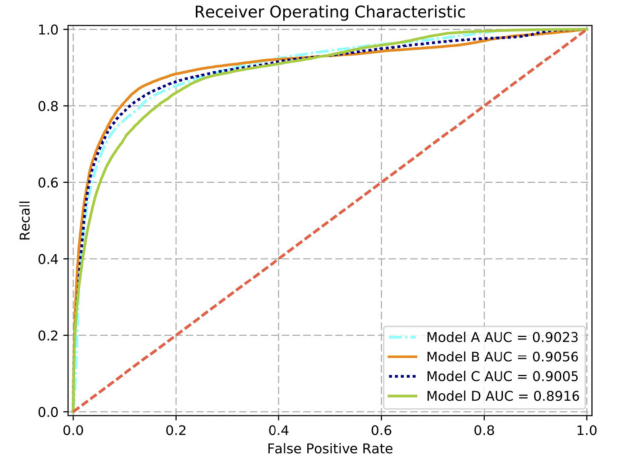 Receiver Operating Characteristic
1.0
0.8
0.6
0.4
0.2
0.0
Recall
Model A AUC = 0.9023
Model B AUC = 0.9056
Model C AUC = 0.9005
Model D AUC = 0.8916
0.0 0.2 0.4 0.6 0.8 1.0
False Positive Rate